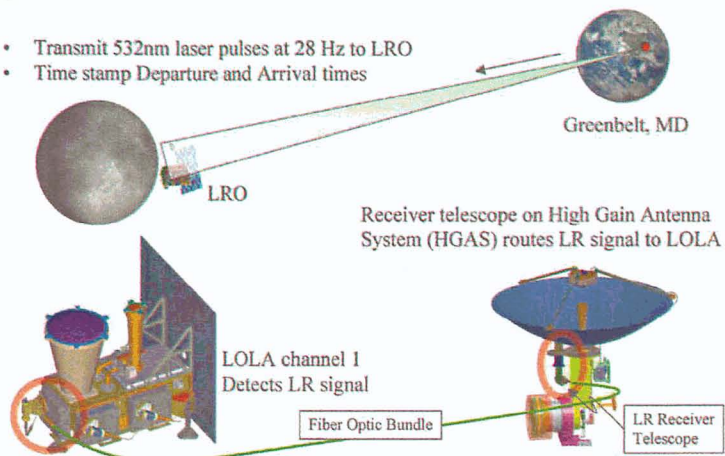 • Transmit 532nm laser pulses at 28 Hz to LRO
• Time stamp Departure and Arrival times
Greenbelt, MD
LRO
Receiver telescope on High Gain Antenna
System (HGAS) routes LR signal to LOLA
LOLA channel 1
Detects LR signal
Fiber Optic Bundle
LR Receiver
Telescope